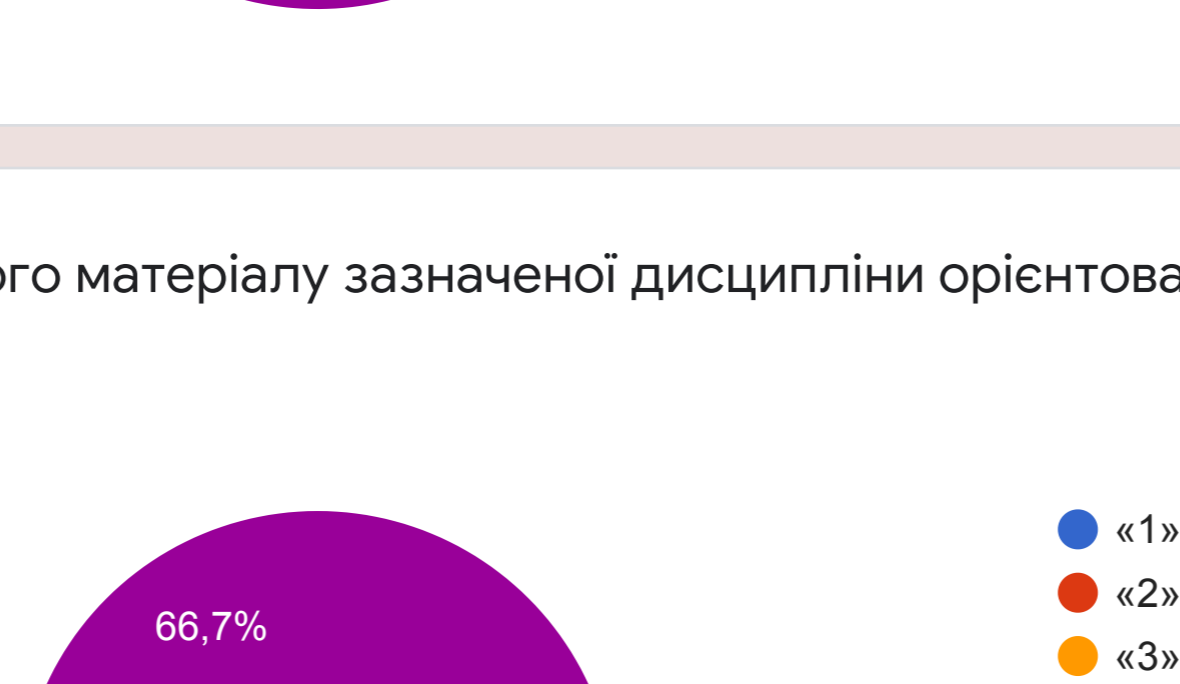 ого матеріалу зазначеної дисципліни орієнтова
66,7%
«1»
«2»
«3»